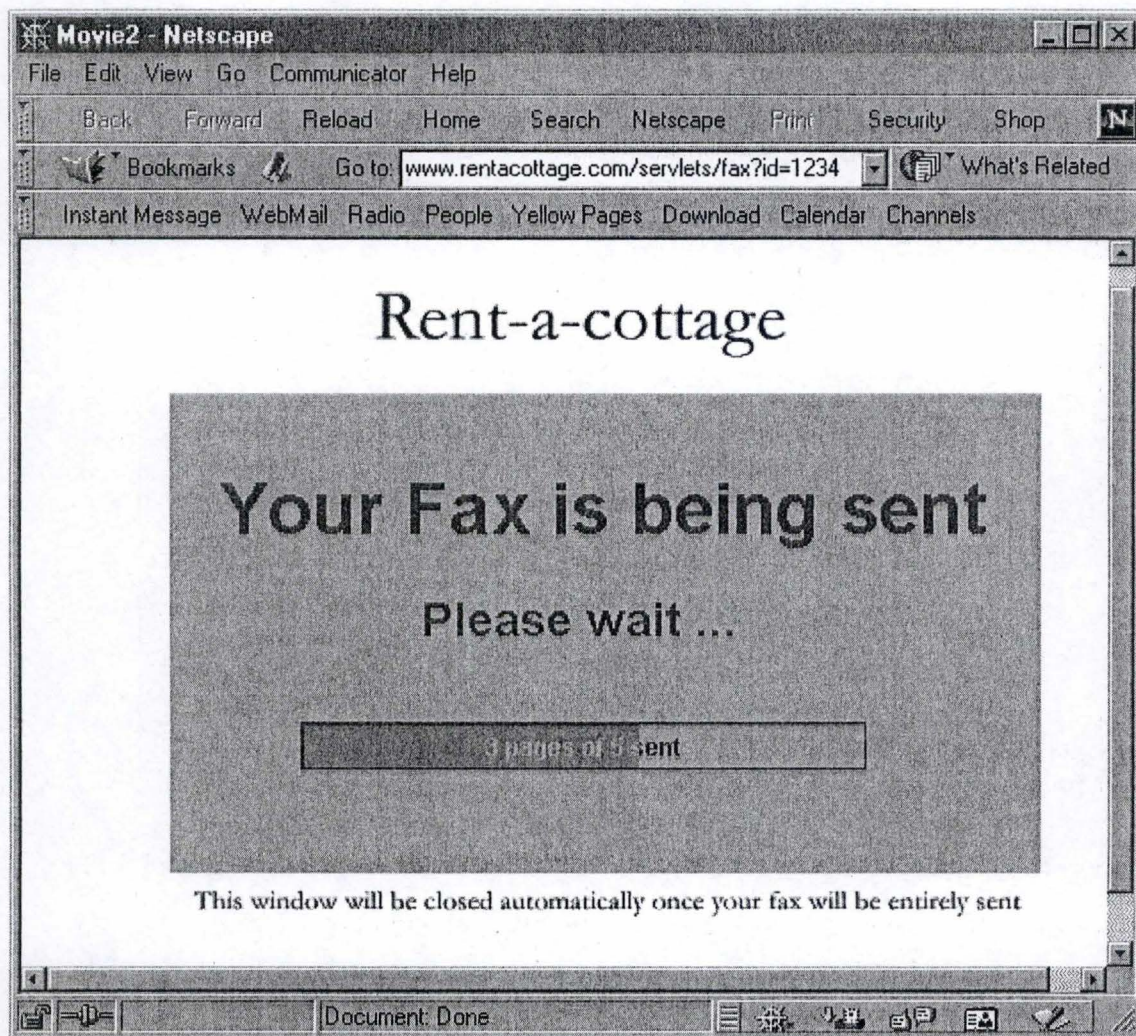 Movie2 - Netscape
File Edit View Go Communicator Help
Back Forward Reload Home Search Netscape Print Security Shop N
Bookmarks Go to: www.rentacottage.com/servlets/fax?id=1234 What's Related
Instant Message WebMail Radio People Yellow Pages Download Calendar Channels
Rent-a-cottage
Your Fax is being sent
Please wait ...
3 pages of 5 sent
This window will be closed automatically once your fax will be entirely sent
Document: Done